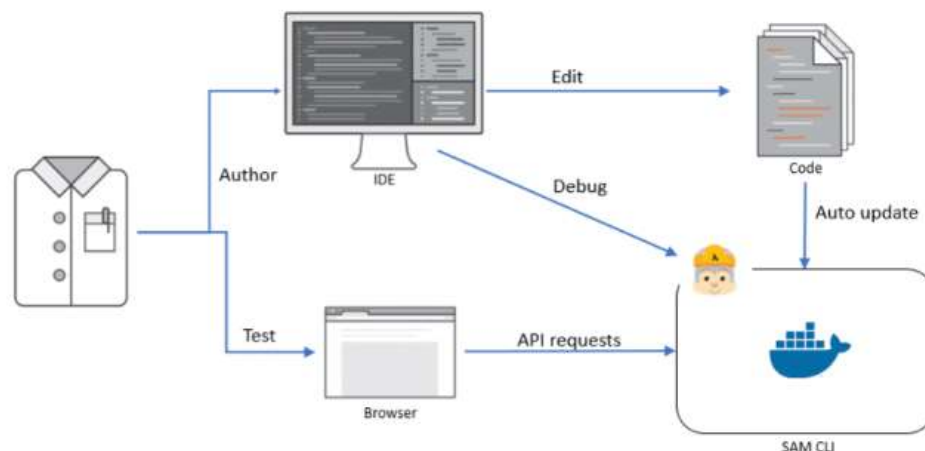 Edit
IDE
Author
Code
Debug
Auto update
Test
API requests
Browser
SAM CLI